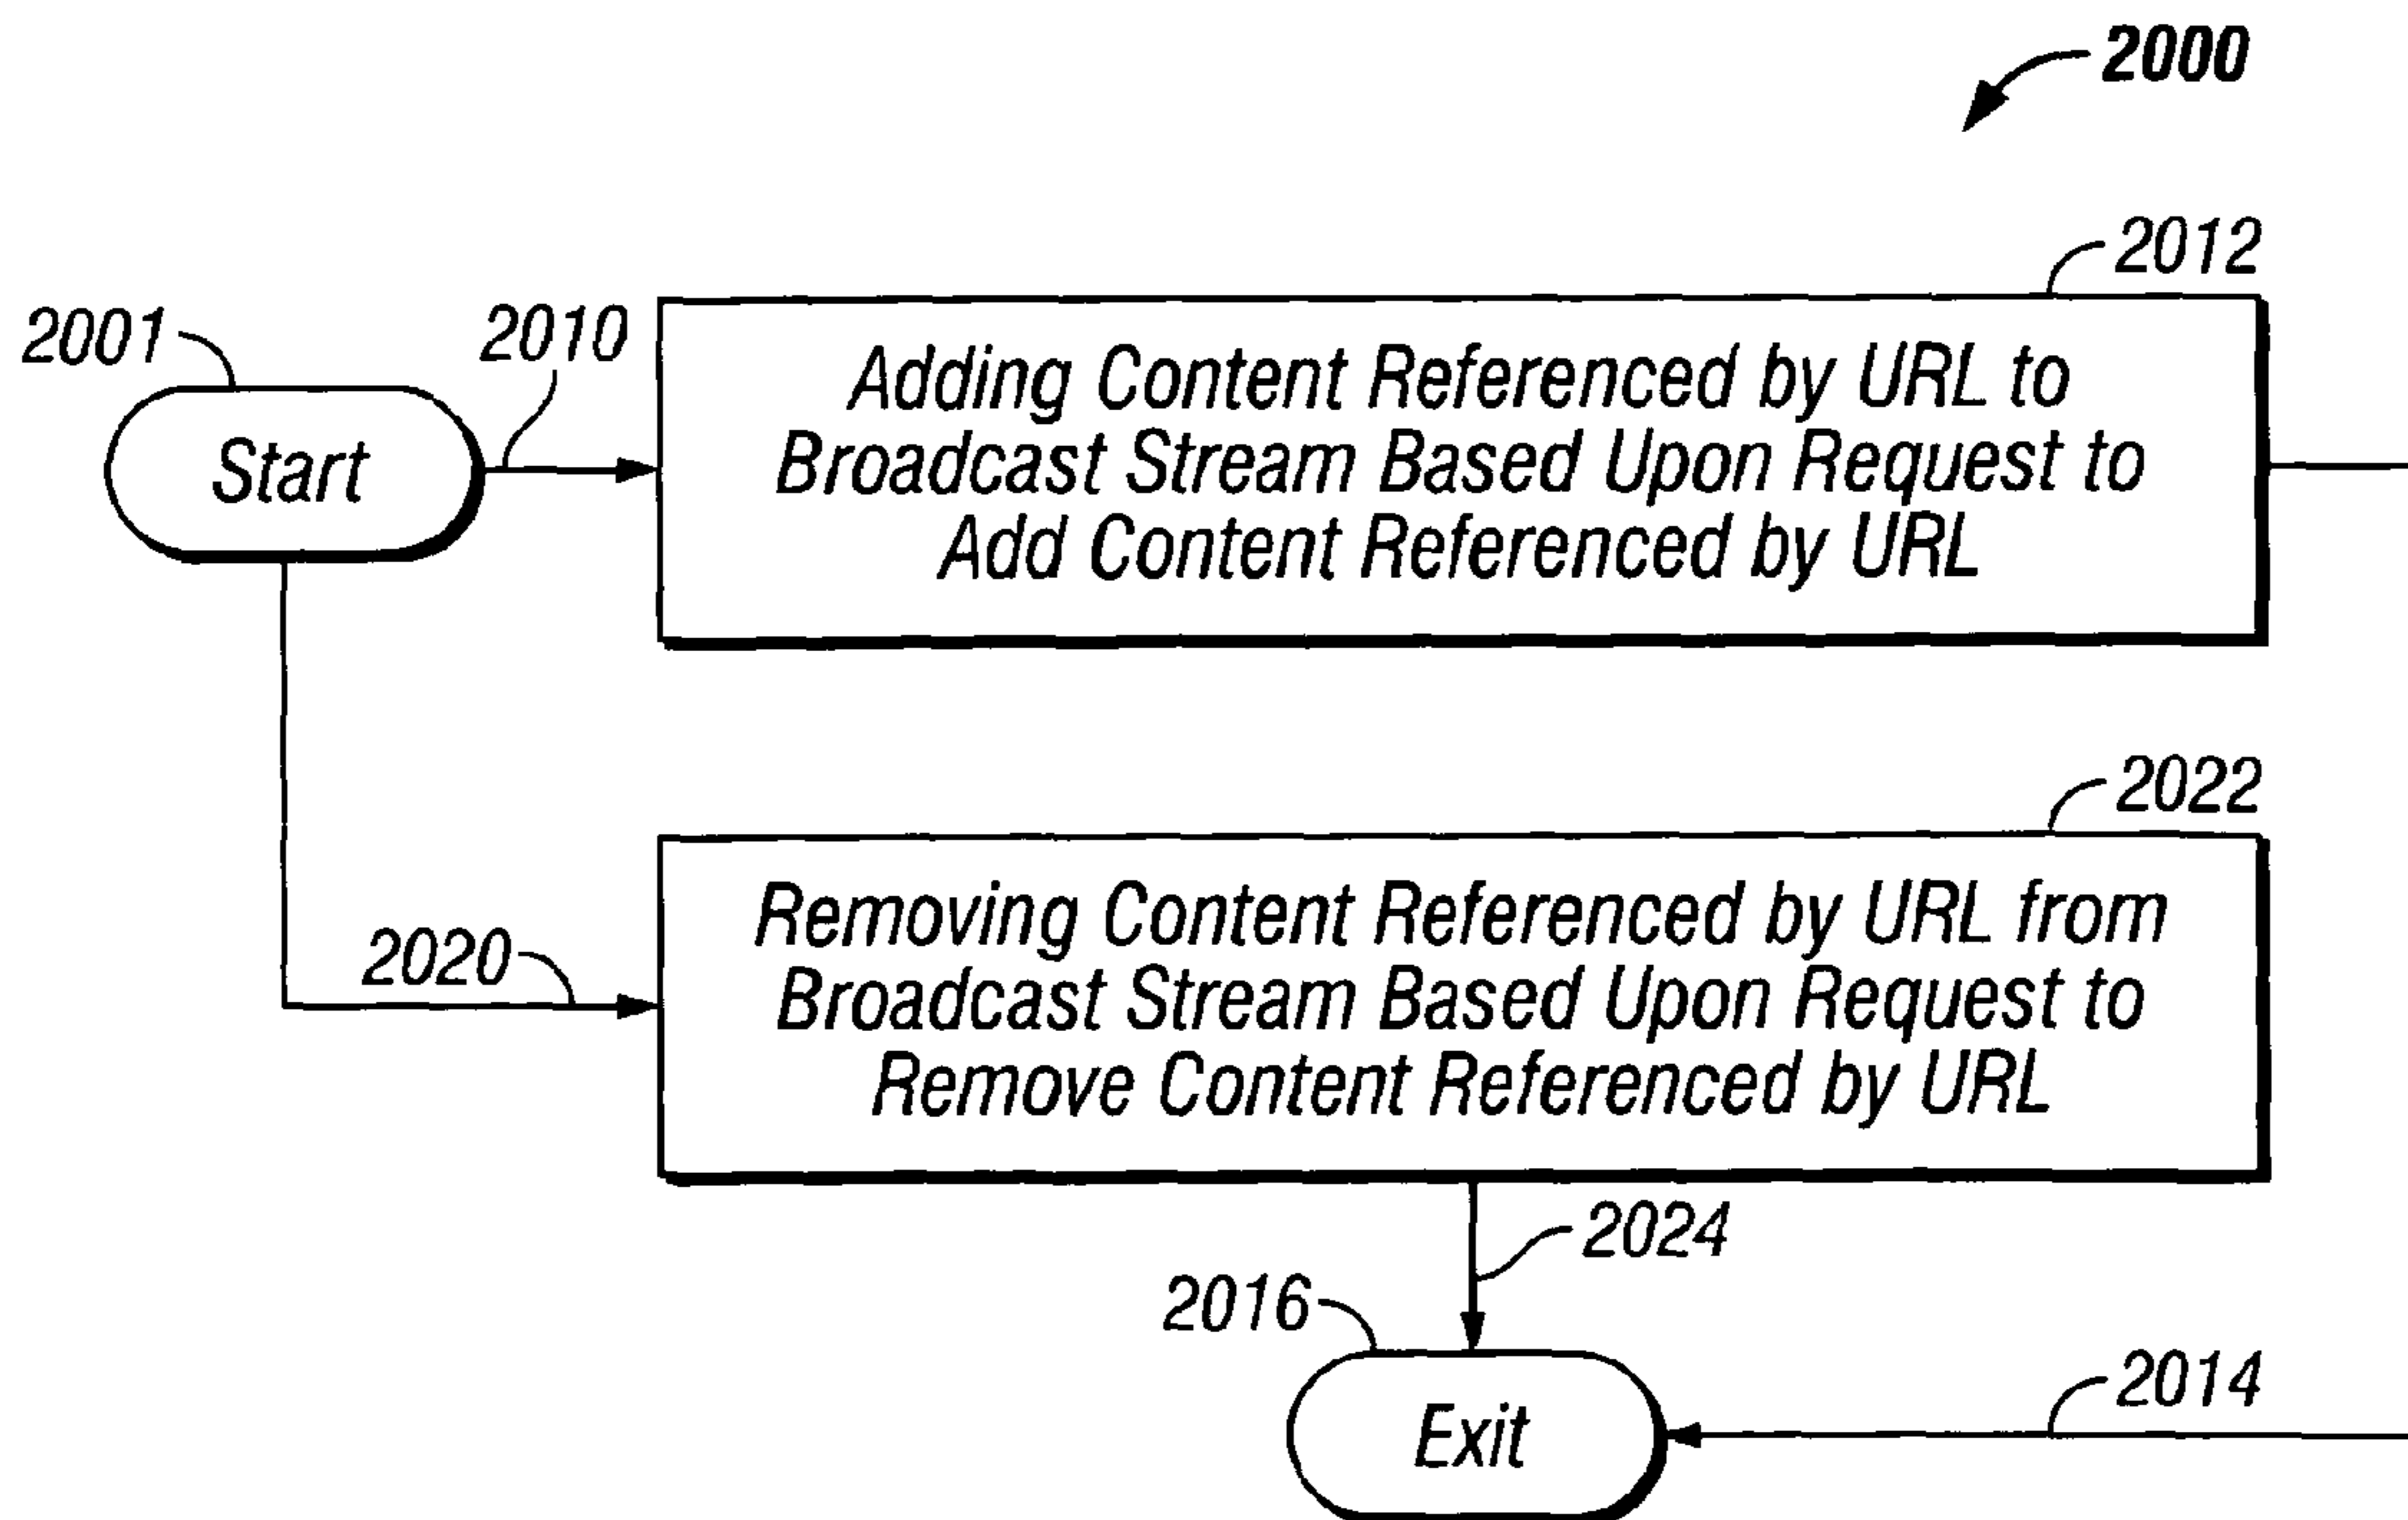 2000
2012
2001
2010
Adding Content Referenced by URL to
Broadcast Stream Based Upon Request to
Add Content Referenced by URL
Start
2022
Removing Content Referenced by URL from
Broadcast Stream Based Upon Request to
Remove Content Referenced by URL
2020
2024
2016
2014
Exit